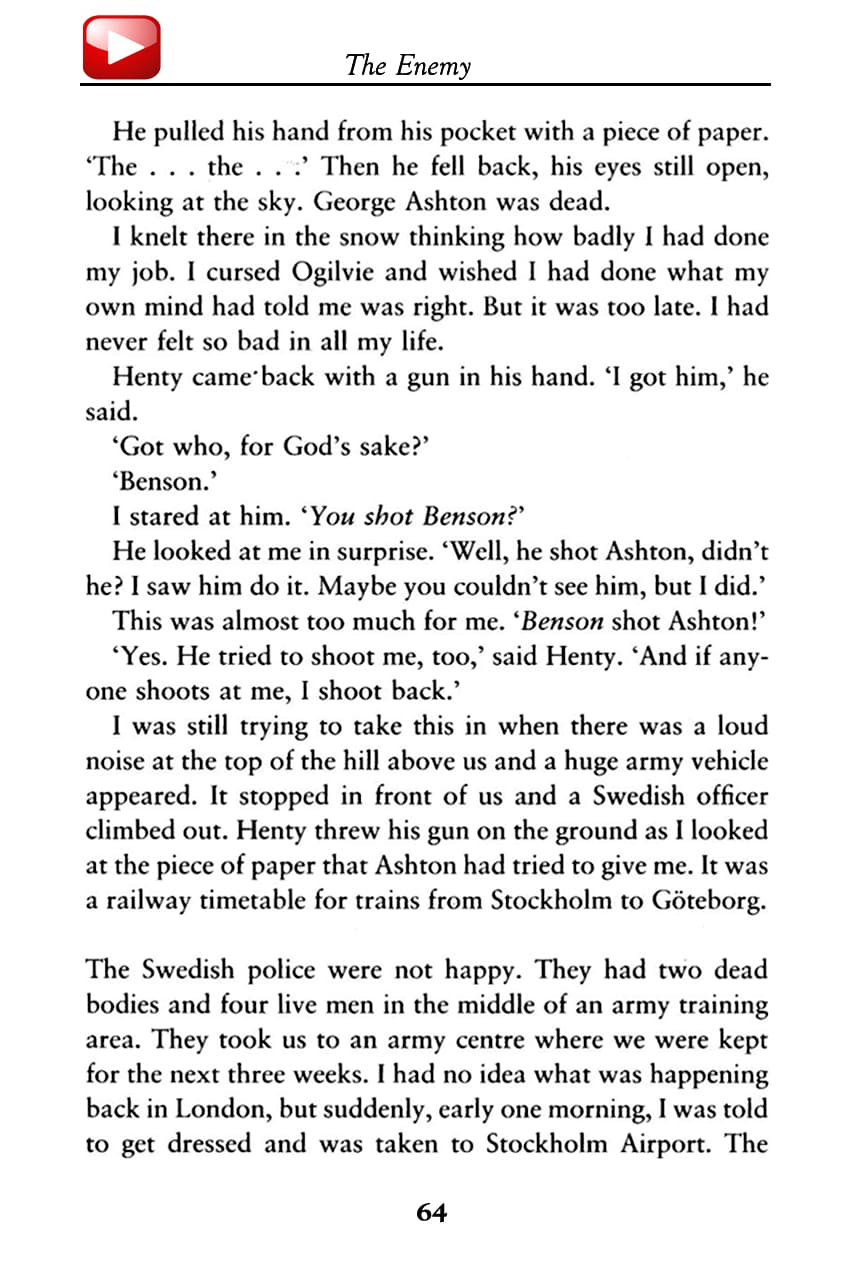 The Enemy
He pulled his hand from his pocket with a piece of paper.
‘The . . . the . . .’ Then he fell back, his eyes still open,
looking at the sky. George Ashton was dead.
I knelt there in the snow thinking how badly I had done
my job. I cursed Ogilvie and wished I had done what my
own mind had told me was right. But it was too late. I had
never felt so bad in all my life.
Henty came back with a gun in his hand. ‘I got him,’ he
said.
‘Got who, for God’s sake?’
‘Benson.’
I stared at him. ‘You shot Benson?’
He looked at me in surprise. ‘Well, he shot Ashton, didn’t
he? I saw him do it. Maybe you couldn’t see him, but I did.’
This was almost too much for me. ‘Benson shot Ashton!’
‘Yes. He tried to shoot me, too,’ said Henty. ‘And if any-
one shoots at me, I shoot back.’
I was still trying to take this in when there was a loud
noise at the top of the hill above us and a huge army vehicle
appeared. It stopped in front of us and a Swedish officer
climbed out. Henty threw his gun on the ground as I looked
at the piece of paper that Ashton had tried to give me. It was
a railway timetable for trains from Stockholm to Göteborg.
The Swedish police were not happy. They had two dead
bodies and four live men in the middle of an army training
area. They took us to an army centre where we were kept
for the next three weeks. I had no idea what was happening
back in London, but suddenly, early one morning, I was told
to get dressed and was taken to Stockholm Airport. The
64